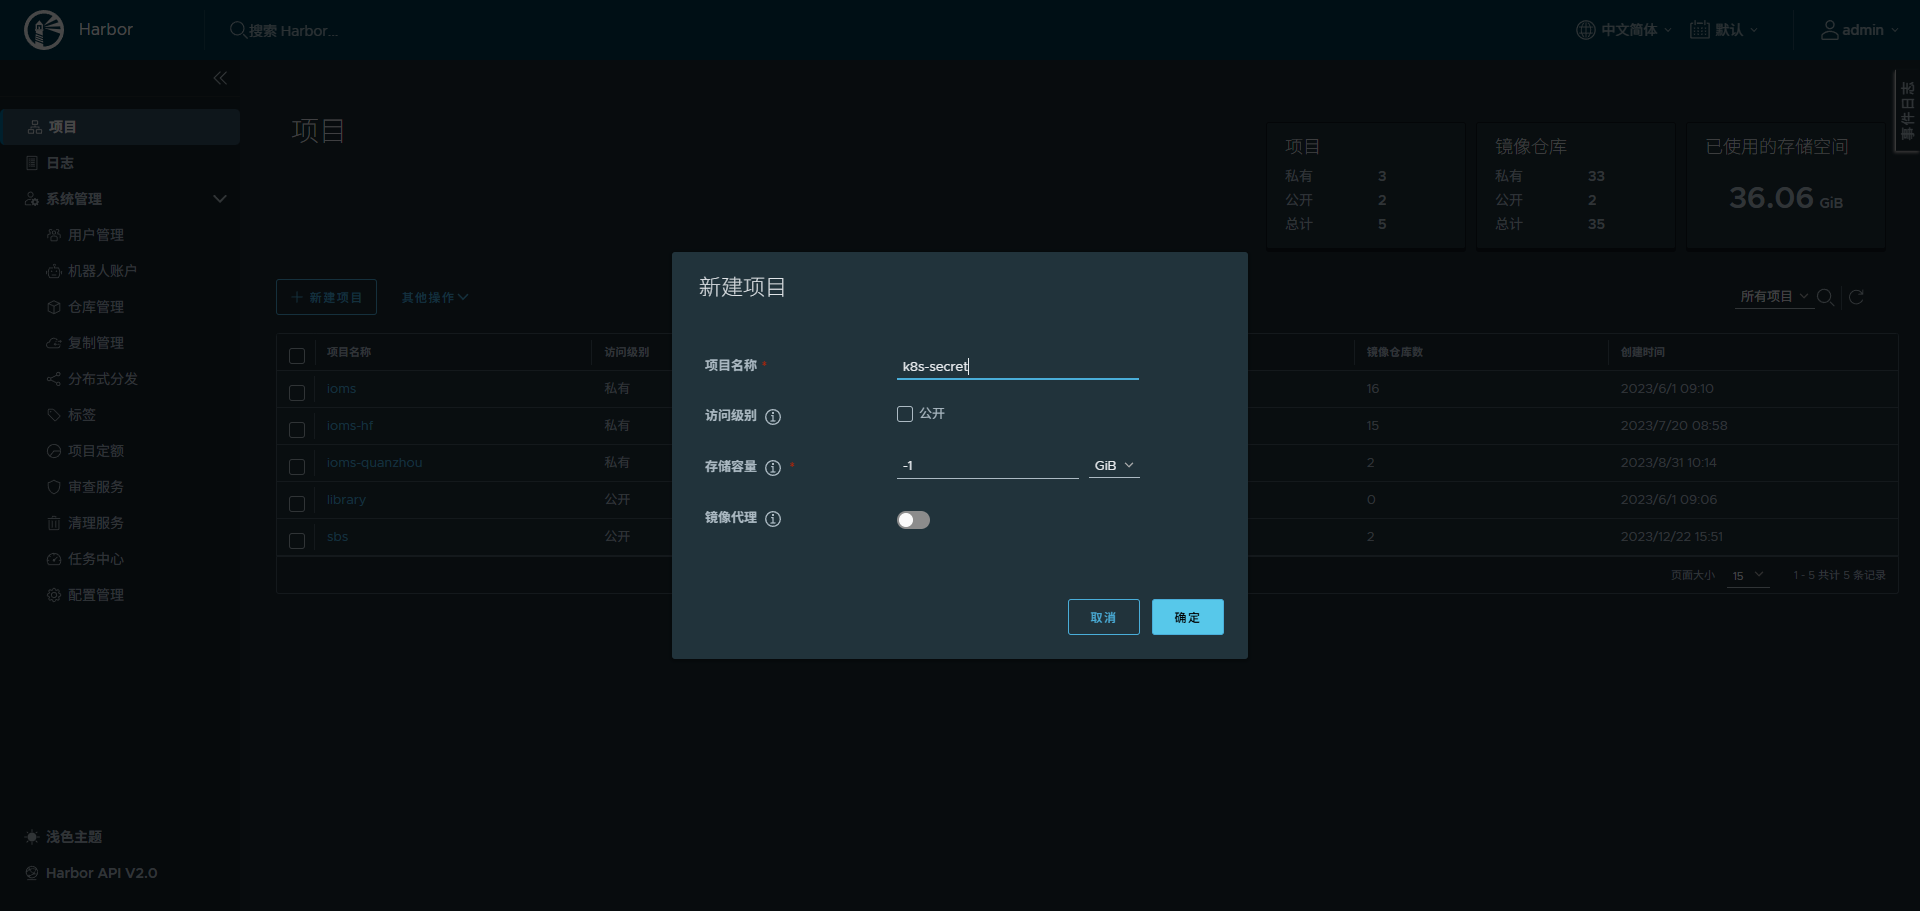 Harbor
搜索 Harbor...
中文简体
默认
admin
事件日志
项目
日志
系统管理
用户管理
机器人账户
仓库管理
复制管理
分布式分发
标签
项目定额
审查服务
清理服务
任务中心
配置管理
浅色主题
Harbor API V2.0
项目
项目
私有 3
公开 2
总计 5
镜像仓库
私有 33
公开 2
总计 35
已使用的存储空间
36.06 GiB
新建项目
其他操作
所有项目
项目名称 访问级别 镜像仓库数 创建时间
ioms 私有 16 2023/6/1 09:10
ioms-hf 私有 15 2023/7/20 08:58
ioms-quanzhou 私有 2 2023/8/31 10:14
library 公开 0 2023/6/1 09:06
sbs 公开 2 2023/12/22 15:51
页面大小 15 1 - 5 共计 5 条记录
新建项目
项目名称 * k8s-secret
访问级别 公开
存储容量 * -1 GiB
镜像代理
取消
确定